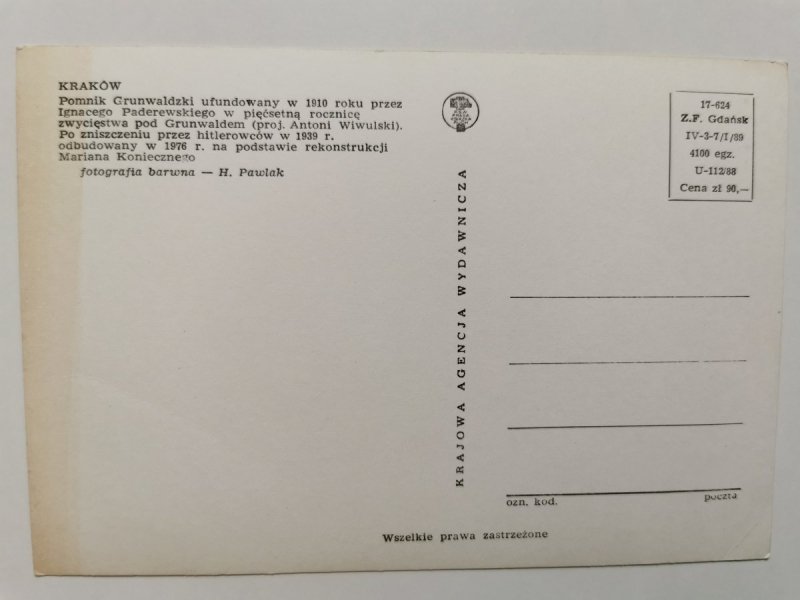 KRAKÓW
Pomnik Grunwaldzki ufundowany w 1910 roku przez
Ignacego Paderewskiego w pięćsetną rocznicę
zwycięstwa pod Grunwaldem (proj. Antoni Wiwulski).
Po zniszczeniu przez hitlerowców w 1939 r.
odbudowany w 1976 r. na podstawie rekonstrukcji
Mariana Koniecznego
fotografia barwna — H. Pawlak
KRAJOWA AGENCJA WYDAWNICZA
17-624
Z.F. Gdańsk
IV-3-7/I/89
4100 egz.
U-112/88
Cena zł 90,—
ozn. kod. poczta
Wszelkie prawa zastrzeżone